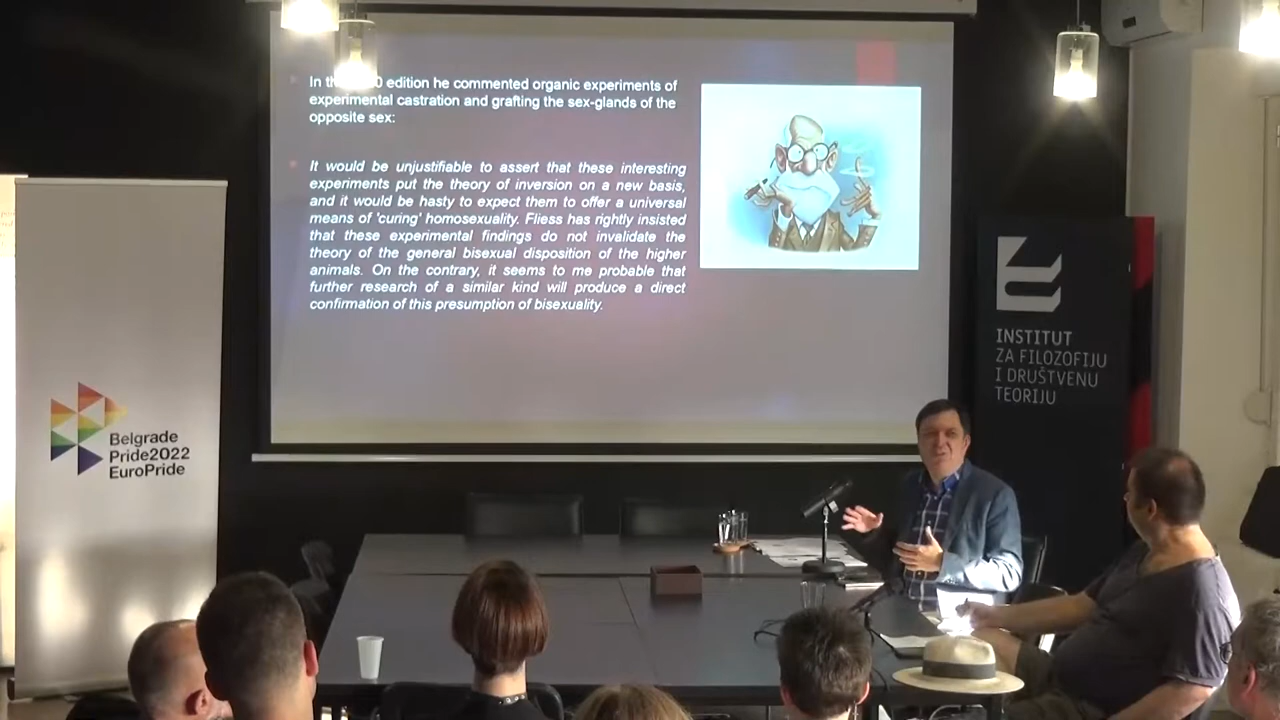 In th 0 edition he commented organic experiments of
experimental castration and grafting the sex-glands of the
opposite sex:
It would be unjustifiable to assert that these interesting
experiments put the theory of inversion on a new basis,
and it would be hasty to expect them to offer a universal
means of 'curing' homosexuality. Fliess has rightly insisted
that these experimental findings do not invalidate the
theory of the general bisexual disposition of the higher
animals. On the contrary, it seems to me probable that
further research of a similar kind will produce a direct
confirmation of this presumption of bisexuality.
INSTITUT
ZA FILOZOFIJU
I DRUŠTVENU
TEORIJU
Belgrade
Pride2022
EuroPride